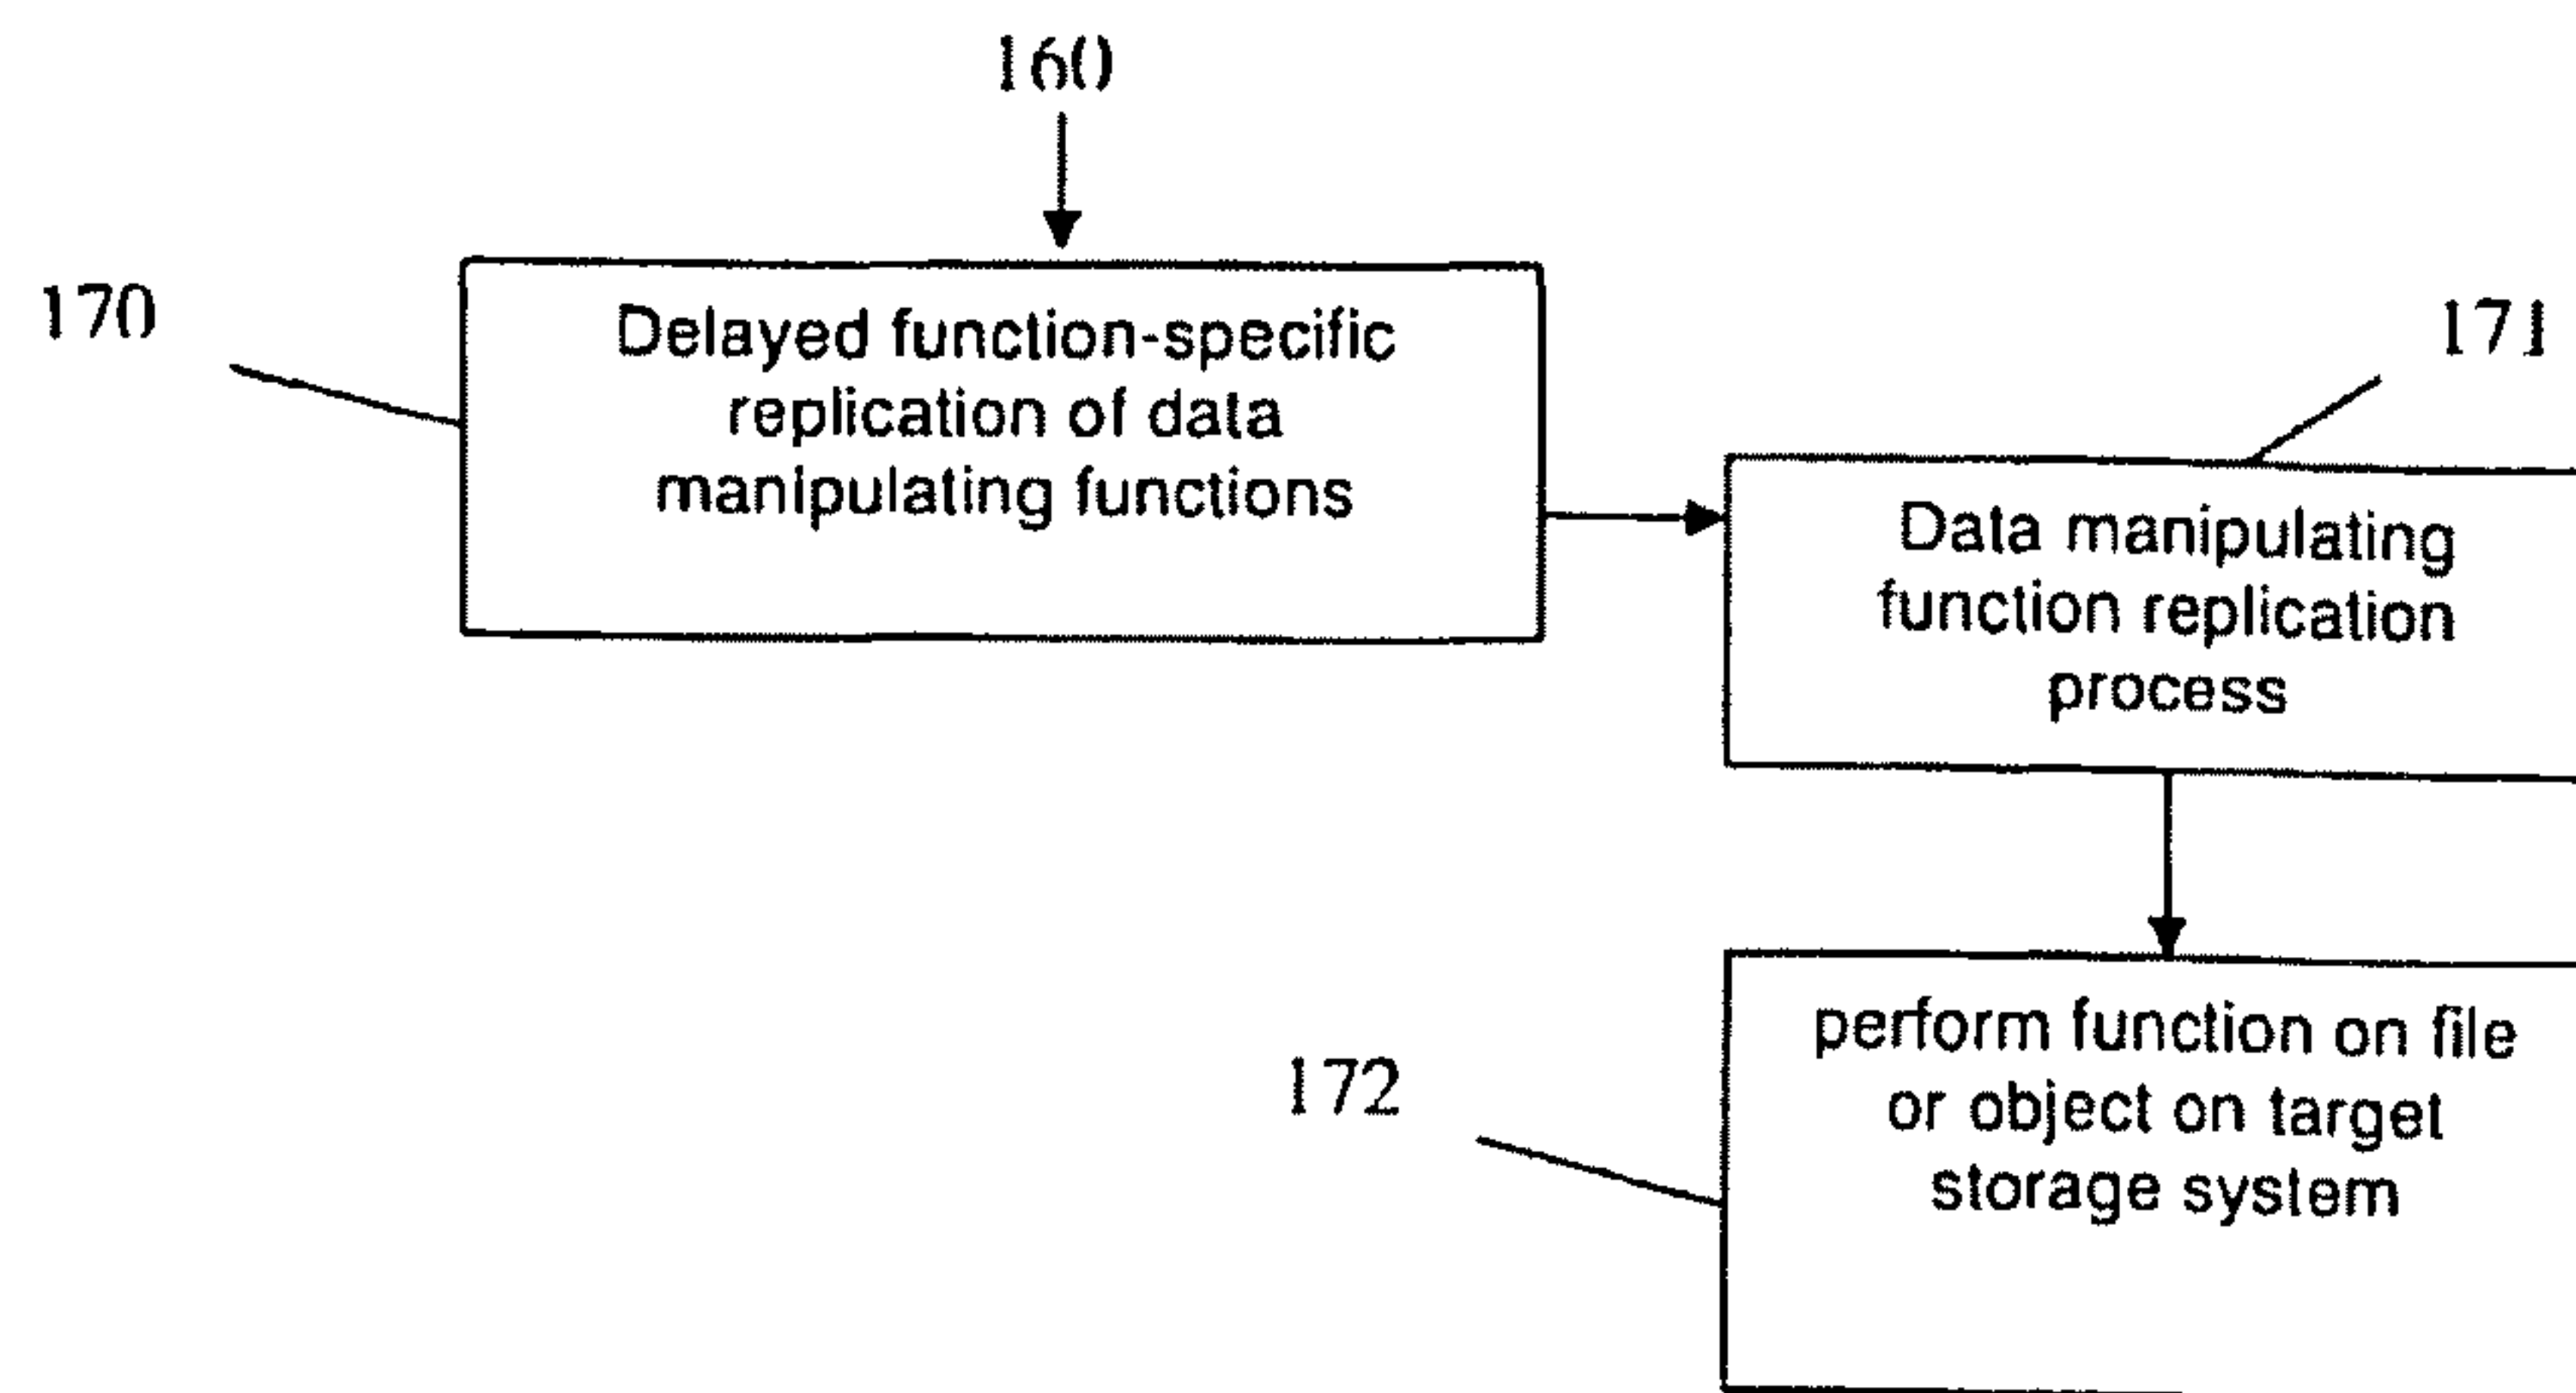 160
170
Delayed function-specific
replication of data
manipulating functions
171
Data manipulating
function replication
process
172
perform function on file
or object on target
storage system